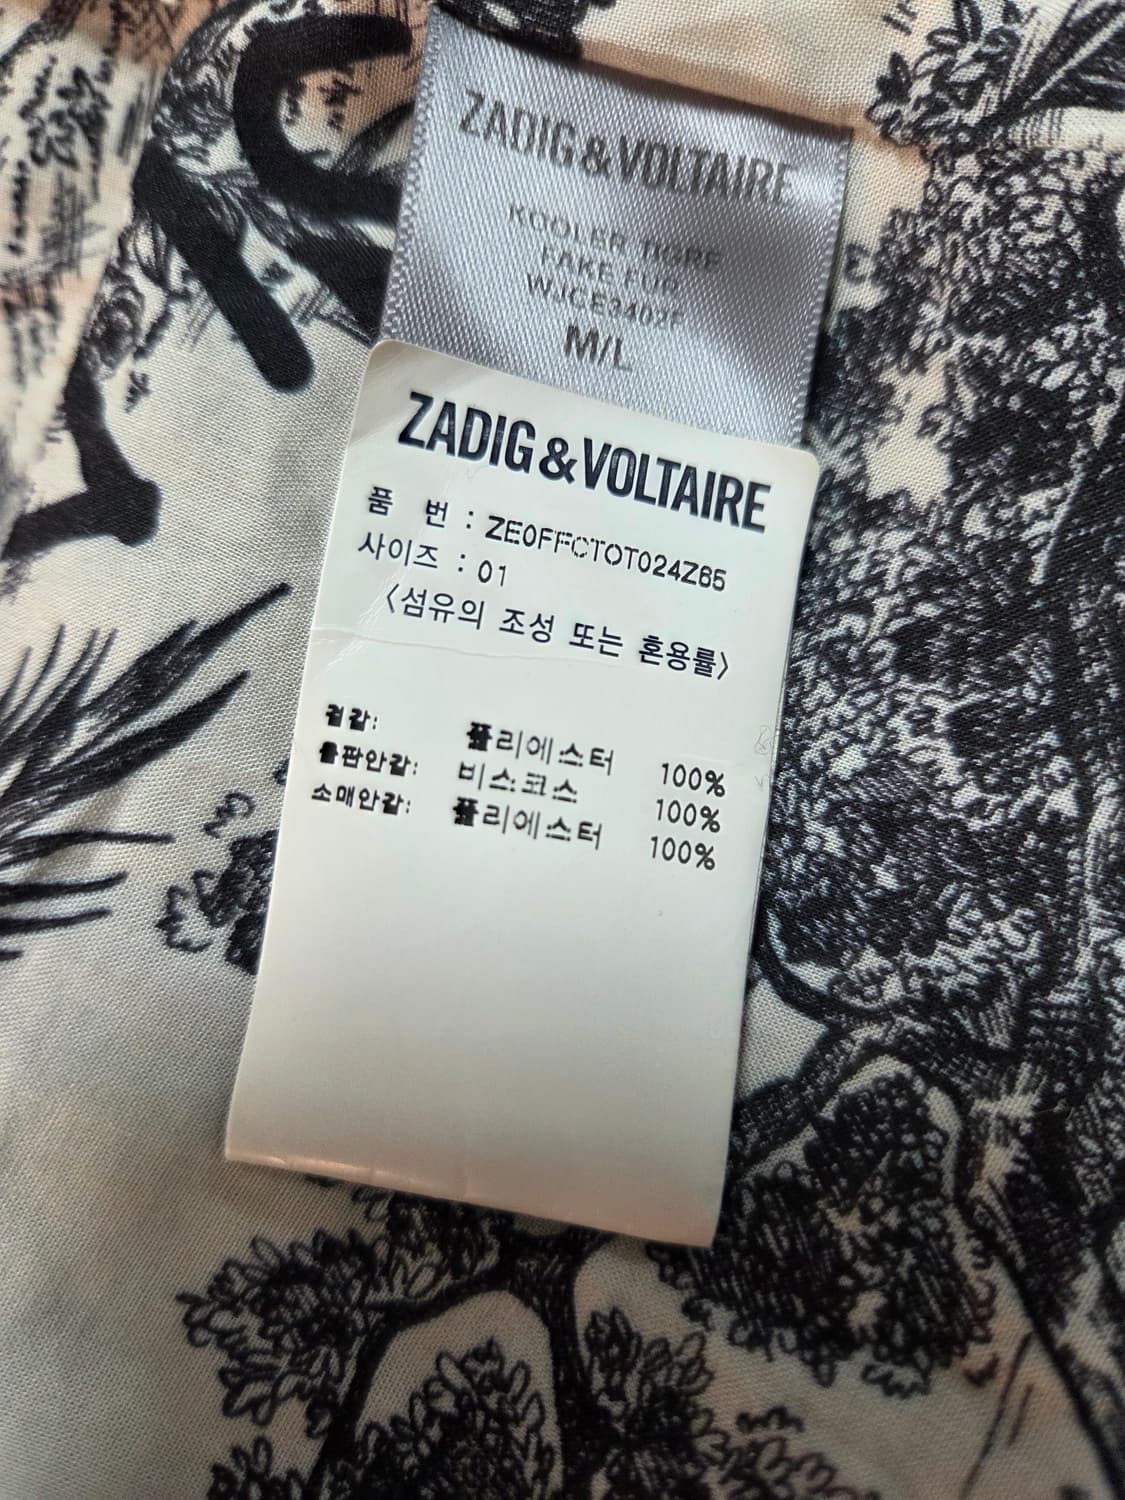 ZADIG&VOLTAIRE
KOOLER TIGRE
FAKE FUR
WJCE3402F
M/L
ZADIG&VOLTAIRE
품 번 : ZE0FFCTOT024Z65
사이즈 : 01
<섬유의 조성 또는 혼용률>
겉감: 폴리에스터 100%
몸판안감: 비스코스 100%
소매안감: 폴리에스터 100%